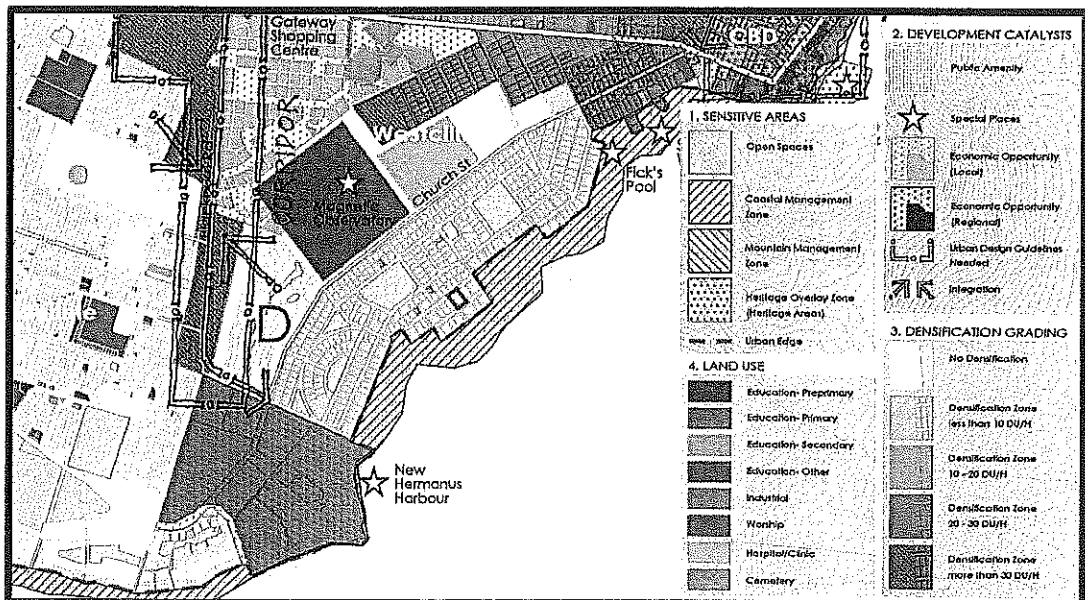 Gateway
Shopping
Centre
CBD
CORRIDOR
Westcliff
Church St.
Magnetic
Observatory
Fick's
Pool
D
New
Hermanus
Harbour
1. SENSITIVE AREAS
Open Spaces
Coastal Management
Zone
Mountain Management
Zone
Heritage Overlay Zone
(Heritage Areas)
Urban Edge
4. LAND USE
Education- Preprimary
Education- Primary
Education- Secondary
Education- Other
Industrial
Worship
Hospital/Clinic
Cemetery
2. DEVELOPMENT CATALYSTS
Public Amenity
Special Places
Economic Opportunity
(Local)
Economic Opportunity
(Regional)
Urban Design Guidelines
Needed
Integration
3. DENSIFICATION GRADING
No Densification
Densification Zone
less than 10 DU/H
Densification Zone
10 - 20 DU/H
Densification Zone
20 - 30 DU/H
Densification Zone
more than 30 DU/H